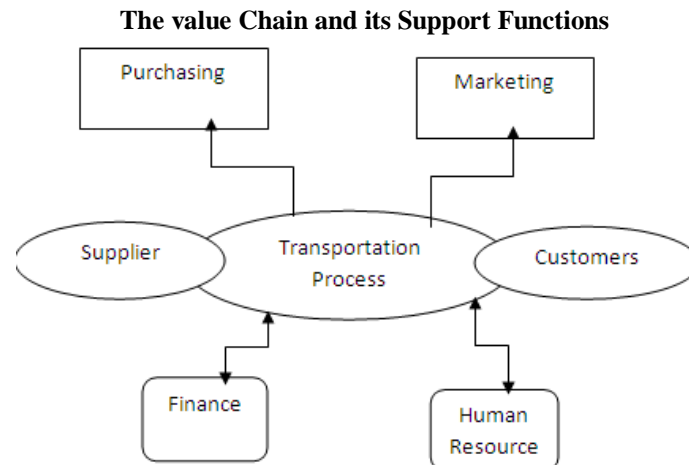 The value Chain and its Support Functions
Purchasing
Marketing
Supplier
Transportation
Process
Customers
Finance
Human
Resource